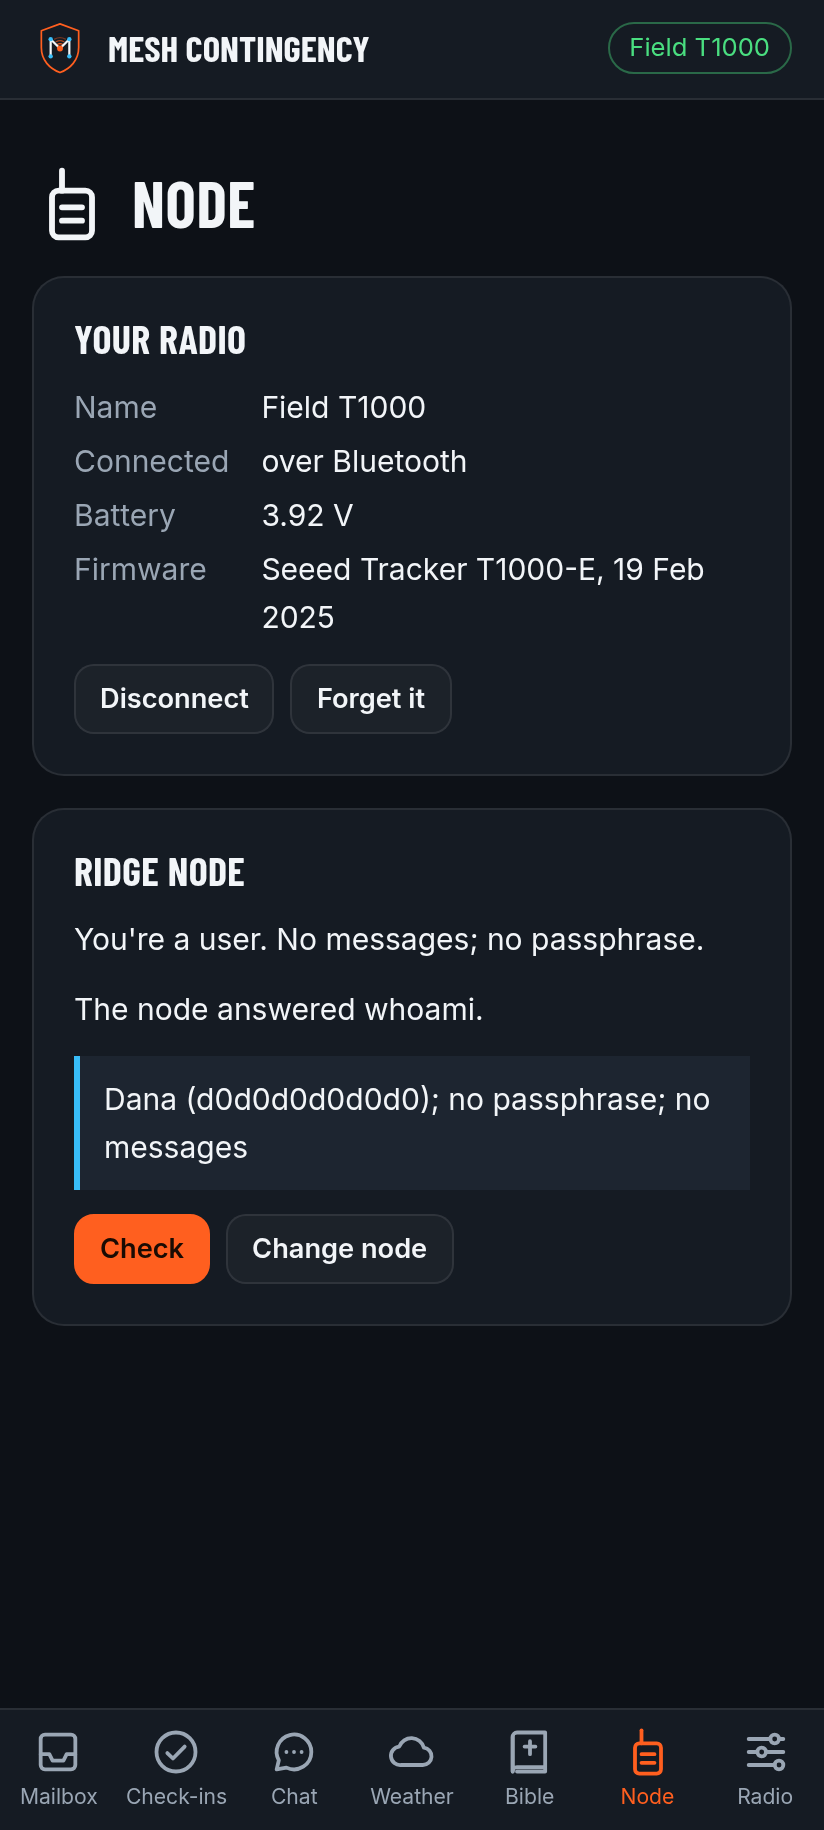 MESH CONTINGENCY
Field T1000
NODE
YOUR RADIO
Name Field T1000
Connected over Bluetooth
Battery 3.92 V
Firmware Seeed Tracker T1000-E, 19 Feb
2025
Disconnect Forget it
RIDGE NODE
You're a user. No messages; no passphrase.
The node answered whoami.
Dana (d0d0d0d0d0d0); no passphrase; no
messages
Check Change node
Mailbox Check-ins Chat Weather Bible Node Radio